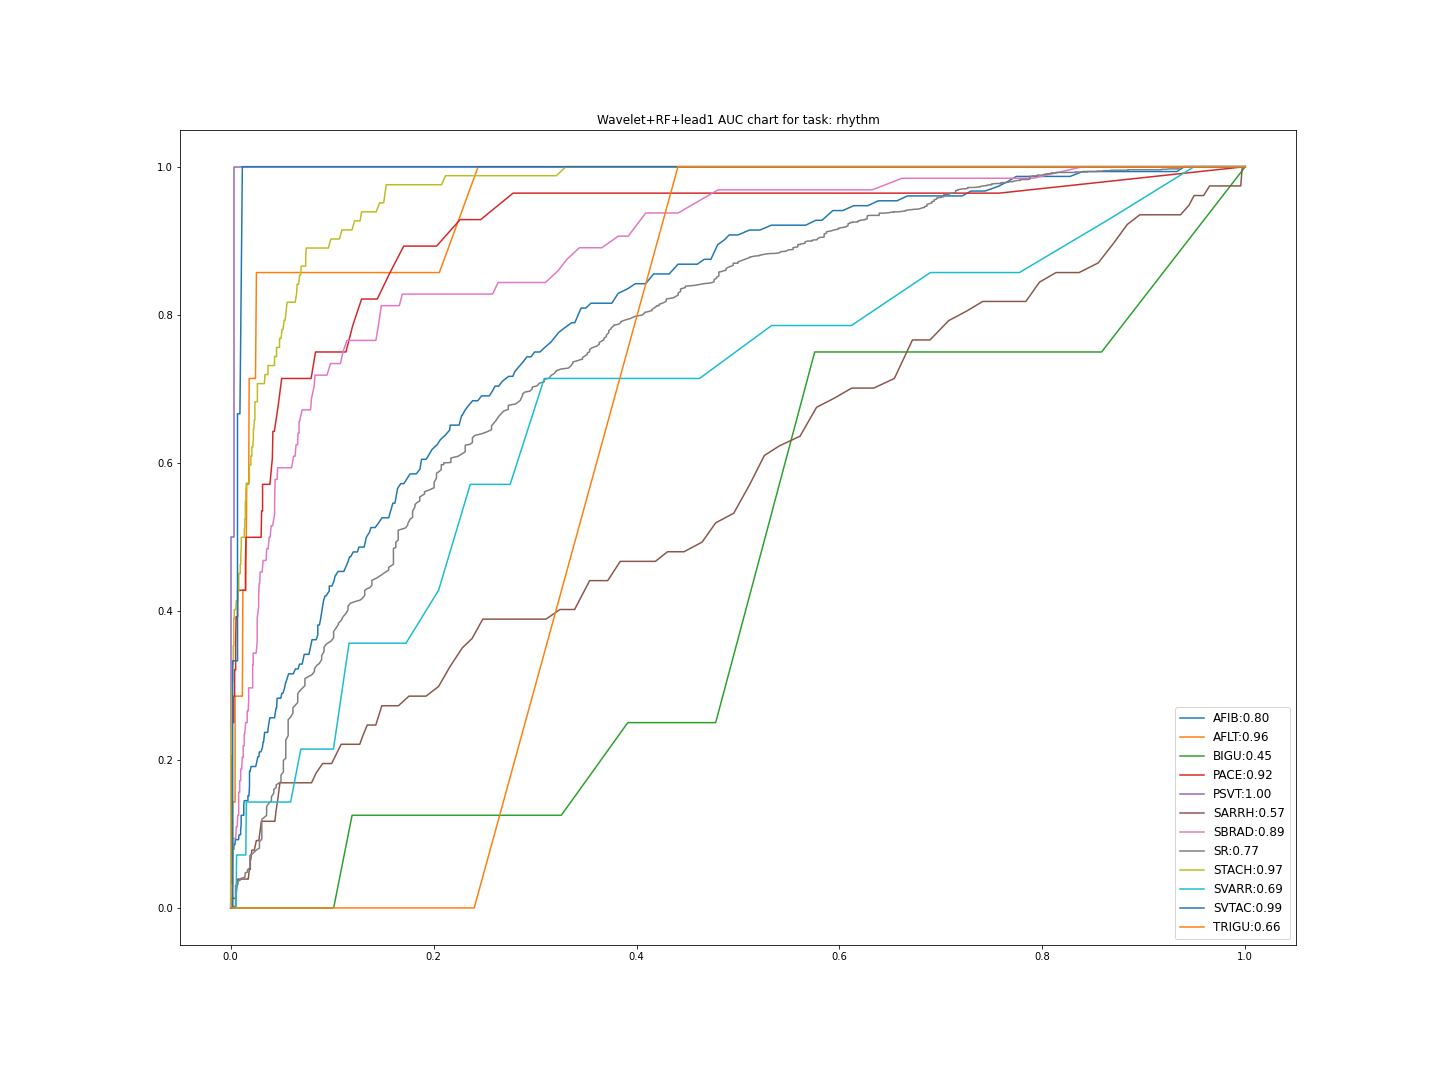 Wavelet+RF+lead1 AUC chart for task: rhythm
1.0
0.8
0.6
0.4
0.2
0.0
AFIB:0.80
AFLT:0.96
BIGU:0.45
PACE:0.92
PSVT:1.00
SARRH:0.57
SBRAD:0.89
SR:0.77
STACH:0.97
SVARR:0.69
SVTAC:0.99
TRIGU:0.66
0.0 0.2 0.4 0.6 0.8 1.0